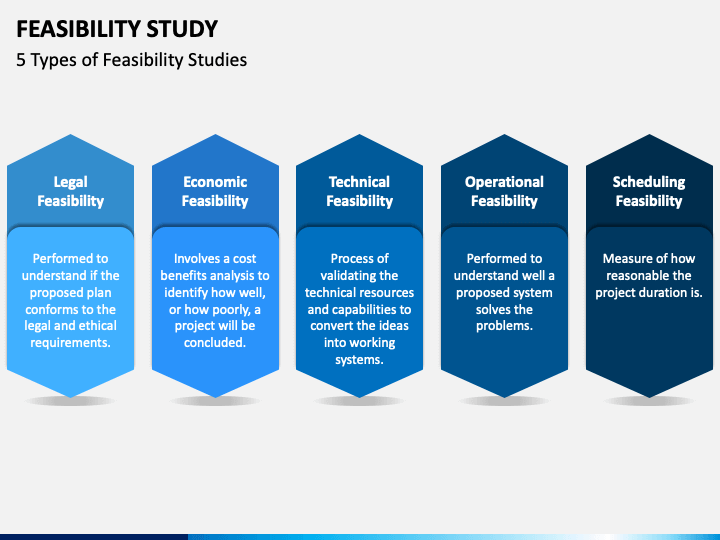 FEASIBILITY STUDY
5 Types of Feasibility Studies
Legal
Feasibility
Performed to
understand if the
proposed plan
conforms to the
legal and ethical
requirements.
Economic
Feasibility
Involves a cost
benefits analysis to
identify how well,
or how poorly, a
project will be
concluded.
Technical
Feasibility
Process of
validating the
technical resources
and capabilities to
convert the ideas
into working
systems.
Operational
Feasibility
Performed to
understand well a
proposed system
solves the
problems.
Scheduling
Feasibility
Measure of how
reasonable the
project duration is.